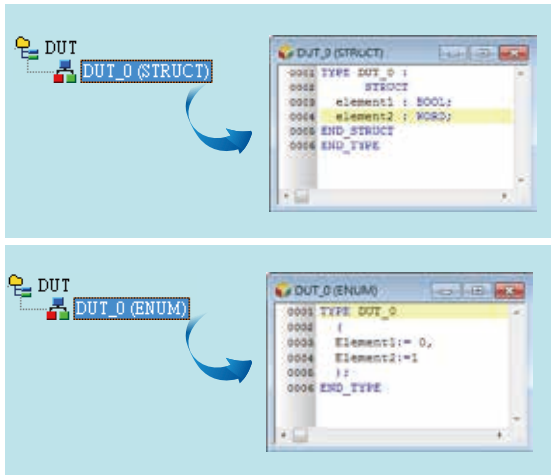 DUT
DUT_0 (STRUCT)
DUT_0 (STRUCT)
0001 TYPE DUT_0 :
0002 STRUCT
0003 element1 : BOOL;
0004 element2 : WORD;
0005 END_STRUCT
0006 END_TYPE
DUT
DUT_0 (ENUM)
DUT_0 (ENUM)
0001 TYPE DUT_0
0002 (
0003 Element1:= 0,
0004 Element2:=1
0005 );
0006 END_TYPE